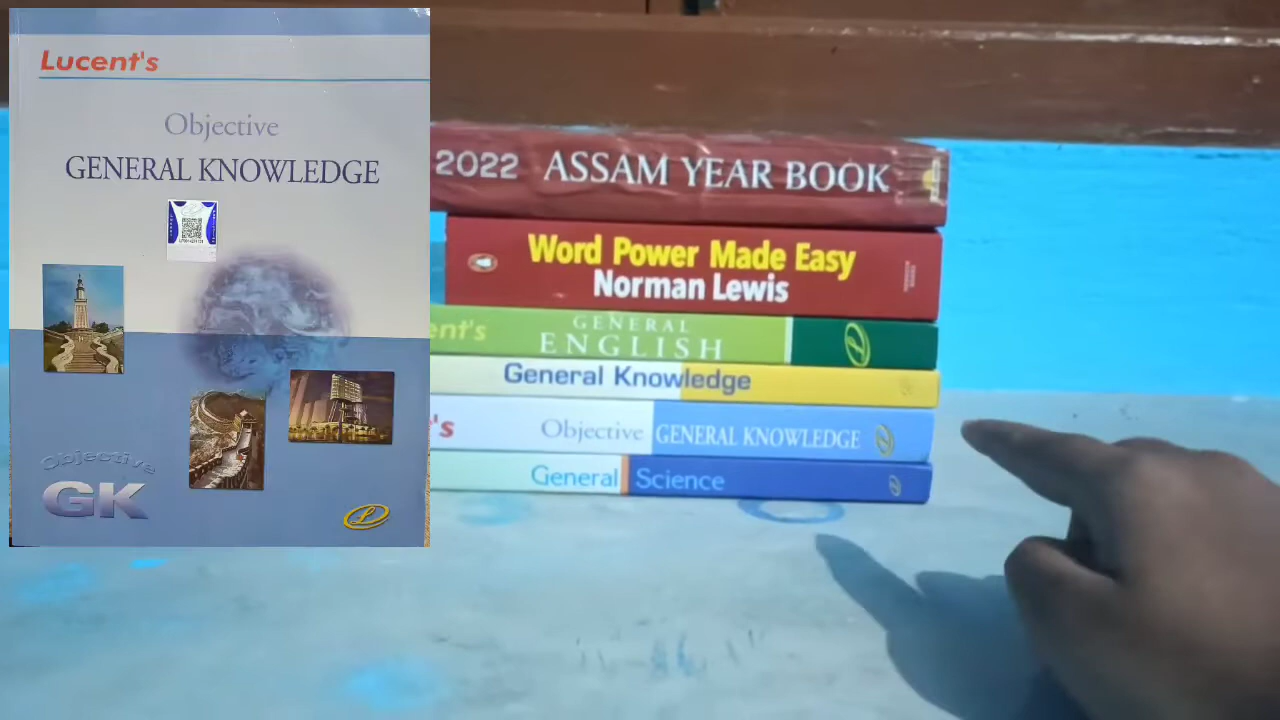 Lucent's
Objective
GENERAL KNOWLEDGE
Objective
GK
2022 ASSAM YEAR BOOK
Word Power Made Easy
Norman Lewis
ent's GENERAL
ENGLISH
General Knowledge
's Objective GENERAL KNOWLEDGE
General Science